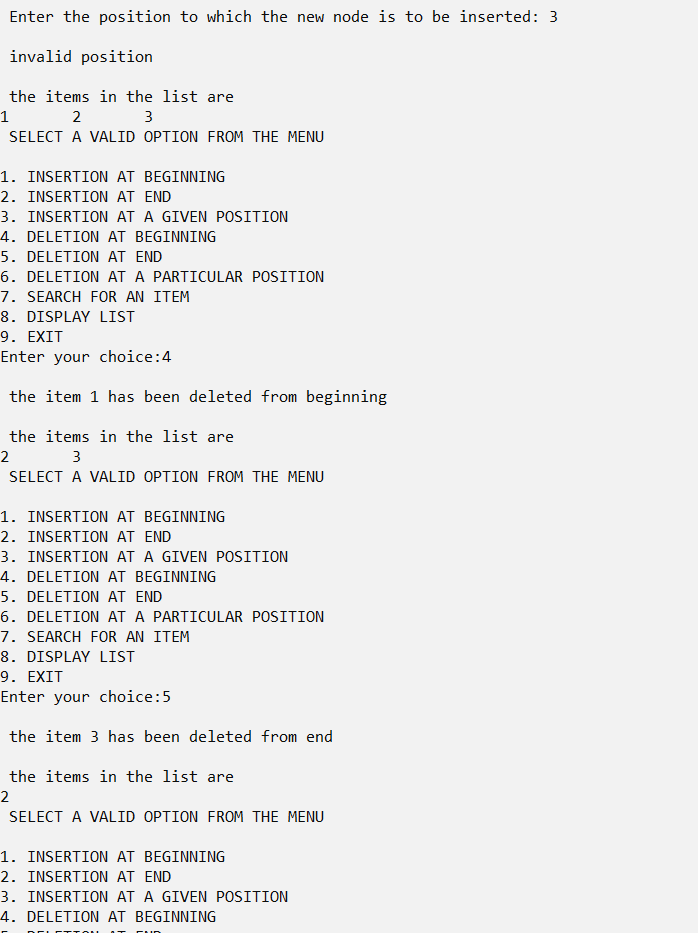 Enter the position to which the new node is to be inserted: 3
invalid position
the items in the list are
1 2 3
SELECT A VALID OPTION FROM THE MENU
1. INSERTION AT BEGINNING
2. INSERTION AT END
3. INSERTION AT A GIVEN POSITION
4. DELETION AT BEGINNING
5. DELETION AT END
6. DELETION AT A PARTICULAR POSITION
7. SEARCH FOR AN ITEM
8. DISPLAY LIST
9. EXIT
Enter your choice:4
the item 1 has been deleted from beginning
the items in the list are
2 3
SELECT A VALID OPTION FROM THE MENU
1. INSERTION AT BEGINNING
2. INSERTION AT END
3. INSERTION AT A GIVEN POSITION
4. DELETION AT BEGINNING
5. DELETION AT END
6. DELETION AT A PARTICULAR POSITION
7. SEARCH FOR AN ITEM
8. DISPLAY LIST
9. EXIT
Enter your choice:5
the item 3 has been deleted from end
the items in the list are
2
SELECT A VALID OPTION FROM THE MENU
1. INSERTION AT BEGINNING
2. INSERTION AT END
3. INSERTION AT A GIVEN POSITION
4. DELETION AT BEGINNING
5. DELETION AT END